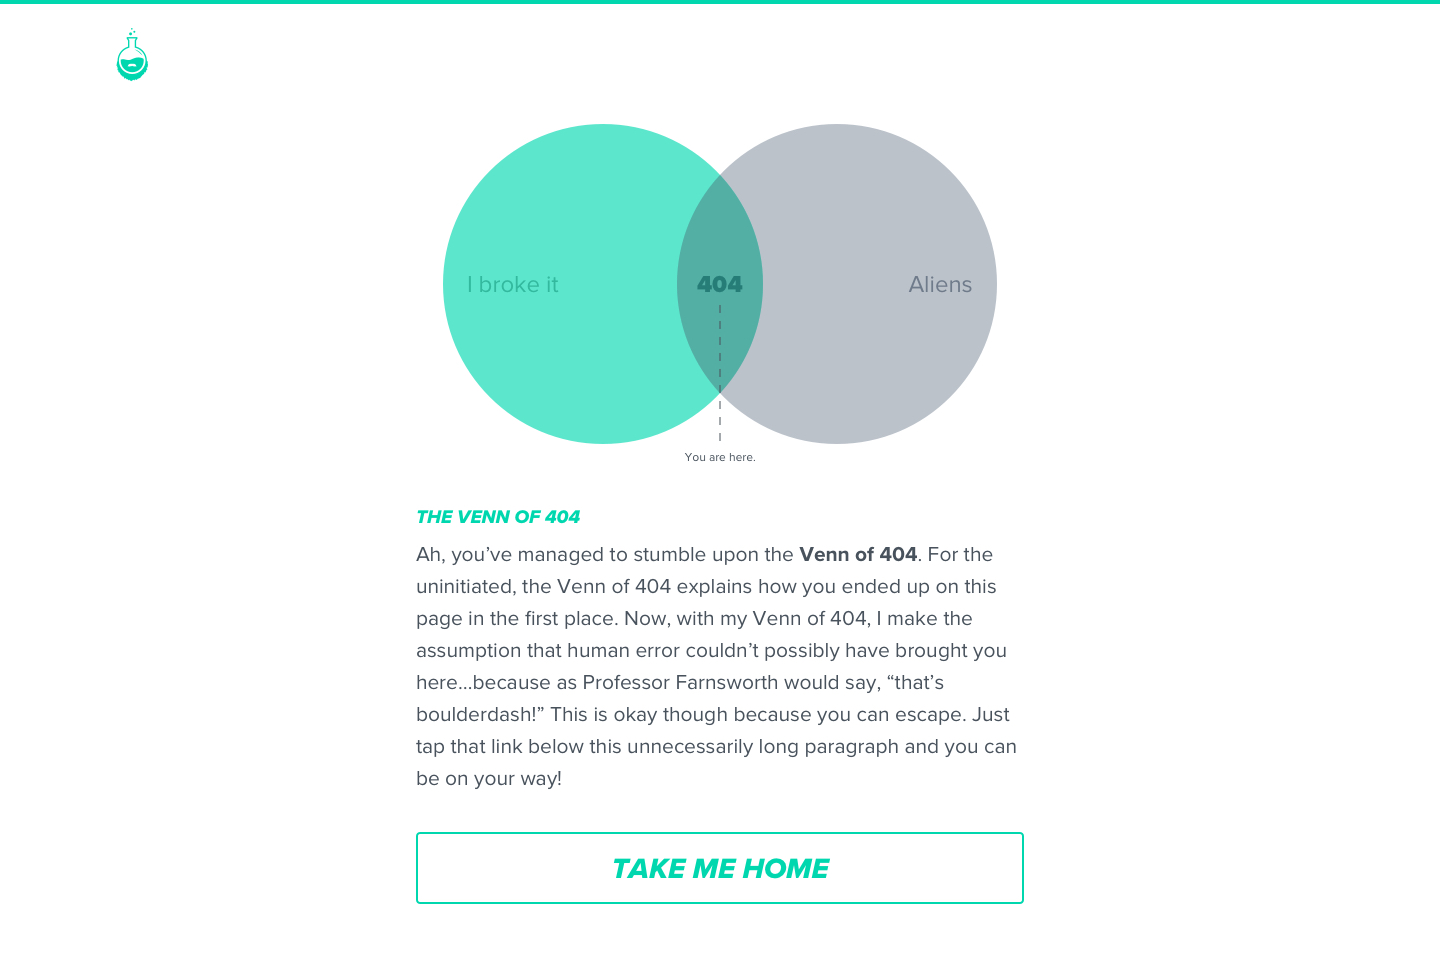 I broke it
404
Aliens
You are here.
THE VENN OF 404
Ah, you’ve managed to stumble upon the Venn of 404. For the
uninitiated, the Venn of 404 explains how you ended up on this
page in the first place. Now, with my Venn of 404, I make the
assumption that human error couldn’t possibly have brought you
here...because as Professor Farnsworth would say, “that’s
boulderdash!” This is okay though because you can escape. Just
tap that link below this unnecessarily long paragraph and you can
be on your way!
TAKE ME HOME